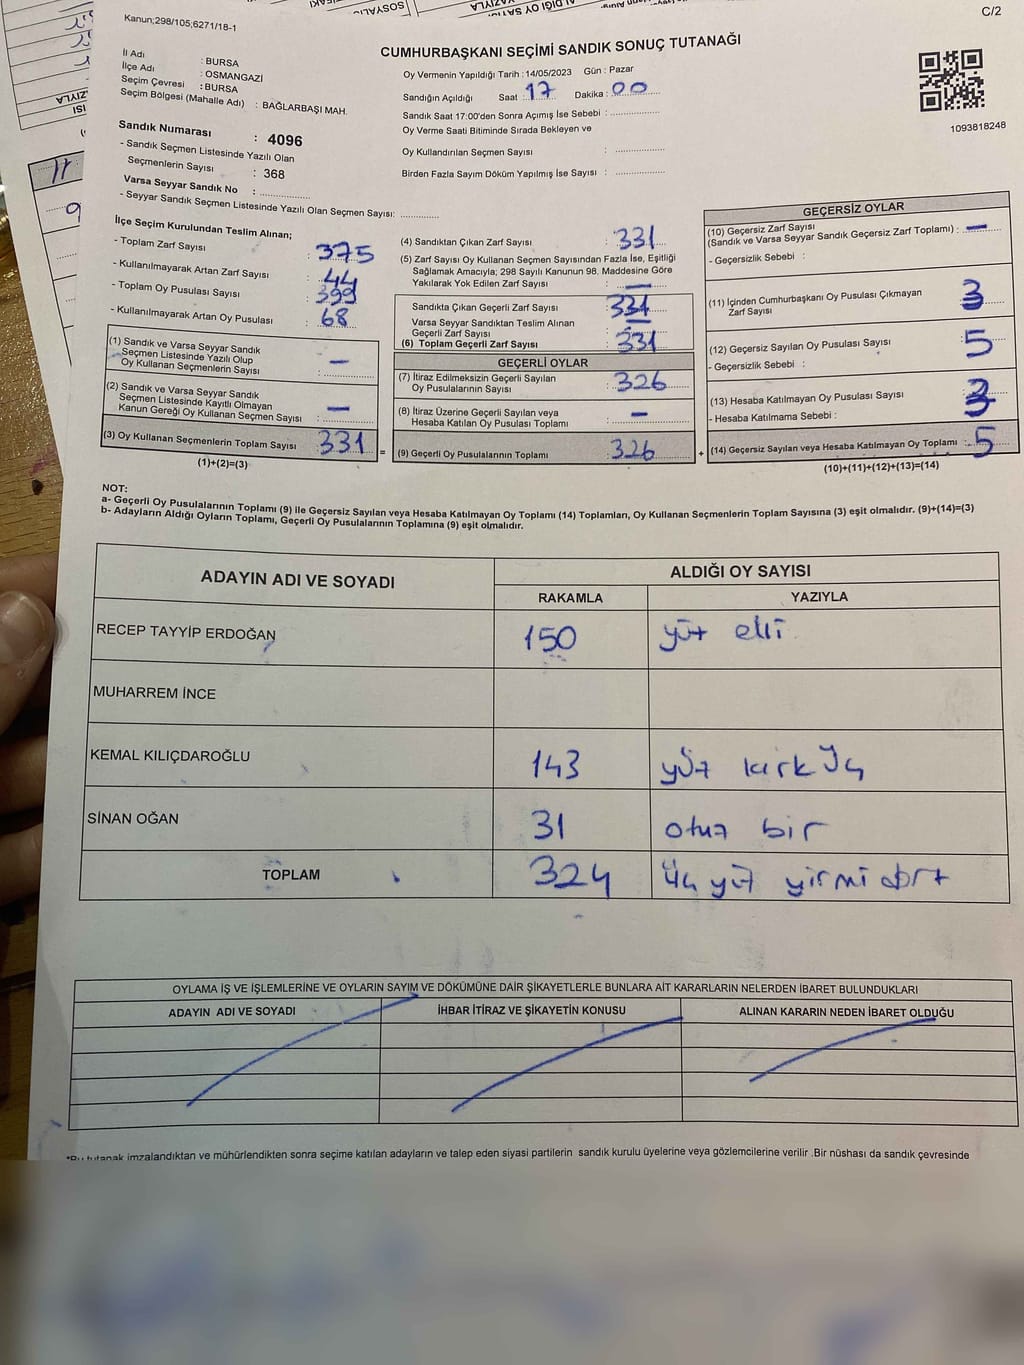 C/2
Kanun;298/105;6271/18-1
CUMHURBAŞKANI SEÇİMİ SANDIK SONUÇ TUTANAĞI
İl Adı : BURSA
İlçe Adı : OSMANGAZİ
Seçim Çevresi : BURSA
Seçim Bölgesi (Mahalle Adı) : BAĞLARBAŞI MAH.
Oy Vermenin Yapıldığı Tarih : 14/05/2023 Gün : Pazar
Sandığın Açıldığı Saat : 17 Dakika : 00
Sandık Saat 17:00'den Sonra Açımış İse Sebebi :
Oy Verme Saati Bitiminde Sırada Bekleyen ve
Oy Kullandırılan Seçmen Sayısı :
Birden Fazla Sayım Döküm Yapılmış İse Sayısı :
1093818248
Sandık Numarası : 4096
- Sandık Seçmen Listesinde Yazılı Olan
Seçmenlerin Sayısı : 368
Varsa Seyyar Sandık No :
- Seyyar Sandık Seçmen Listesinde Yazılı Olan Seçmen Sayısı:
İlçe Seçim Kurulundan Teslim Alınan;
- Toplam Zarf Sayısı : 375
- Kullanılmayarak Artan Zarf Sayısı : 44
- Toplam Oy Pusulası Sayısı : 399
- Kullanılmayarak Artan Oy Pusulası : 68
(1) Sandık ve Varsa Seyyar Sandık
Seçmen Listesinde Yazılı Olup
Oy Kullanan Seçmenlerin Sayısı : —
(2) Sandık ve Varsa Seyyar Sandık
Seçmen Listesinde Kayıtlı Olmayan
Kanun Gereği Oy Kullanan Seçmen Sayısı : —
(3) Oy Kullanan Seçmenlerin Toplam Sayısı : 331 =
(1)+(2)=(3)
(4) Sandıktan Çıkan Zarf Sayısı : 331
(5) Zarf Sayısı Oy Kullanan Seçmen Sayısından Fazla İse, Eşitliği
Sağlamak Amacıyla; 298 Sayılı Kanunun 98. Maddesine Göre
Yakılarak Yok Edilen Zarf Sayısı : —
Sandıkta Çıkan Geçerli Zarf Sayısı : 331
Varsa Seyyar Sandıktan Teslim Alınan
Geçerli Zarf Sayısı : —
(6) Toplam Geçerli Zarf Sayısı : 331
GEÇERLİ OYLAR
(7) İtiraz Edilmeksizin Geçerli Sayılan
Oy Pusulalarının Sayısı : 326
(8) İtiraz Üzerine Geçerli Sayılan veya
Hesaba Katılan Oy Pusulası Toplamı : —
(9) Geçerli Oy Pusulalarının Toplamı : 326 +
GEÇERSİZ OYLAR
(10) Geçersiz Zarf Sayısı
(Sandık ve Varsa Seyyar Sandık Geçersiz Zarf Toplamı) : —
- Geçersizlik Sebebi :
(11) İçinden Cumhurbaşkanı Oy Pusulası Çıkmayan
Zarf Sayısı :
(12) Geçersiz Sayılan Oy Pusulası Sayısı : 5
- Geçersizlik Sebebi :
(13) Hesaba Katılmayan Oy Pusulası Sayısı :
- Hesaba Katılmama Sebebi :
(14) Geçersiz Sayılan veya Hesaba Katılmayan Oy Toplamı : 5
(10)+(11)+(12)+(13)=(14)
NOT:
a- Geçerli Oy Pusulalarının Toplamı (9) ile Geçersiz Sayılan veya Hesaba Katılmayan Oy Toplamı (14) Toplamları, Oy Kullanan Seçmenlerin Toplam Sayısına (3) eşit olmalıdır. (9)+(14)=(3)
b- Adayların Aldığı Oyların Toplamı, Geçerli Oy Pusulalarının Toplamına (9) eşit olmalıdır.
ADAYIN ADI VE SOYADI
ALDIĞI OY SAYISI
RAKAMLA YAZIYLA
RECEP TAYYİP ERDOĞAN 150 yüz elli
MUHARREM İNCE
KEMAL KILIÇDAROĞLU 143 yüz kırk üç
SİNAN OĞAN 31 otuz bir
TOPLAM 324 üç yüz yirmi dört
OYLAMA İŞ VE İŞLEMLERİNE VE OYLARIN SAYIM VE DÖKÜMÜNE DAİR ŞİKAYETLERLE BUNLARA AİT KARARLARIN NELERDEN İBARET BULUNDUKLARI
ADAYIN ADI VE SOYADI İHBAR İTİRAZ VE ŞİKAYETİN KONUSU ALINAN KARARIN NEDEN İBARET OLDUĞU
*Bu tutanak imzalandıktan ve mühürlendikten sonra seçime katılan adayların ve talep eden siyasi partilerin sandık kurulu üyelerine veya gözlemcilerine verilir .Bir nüshası da sandık çevresinde